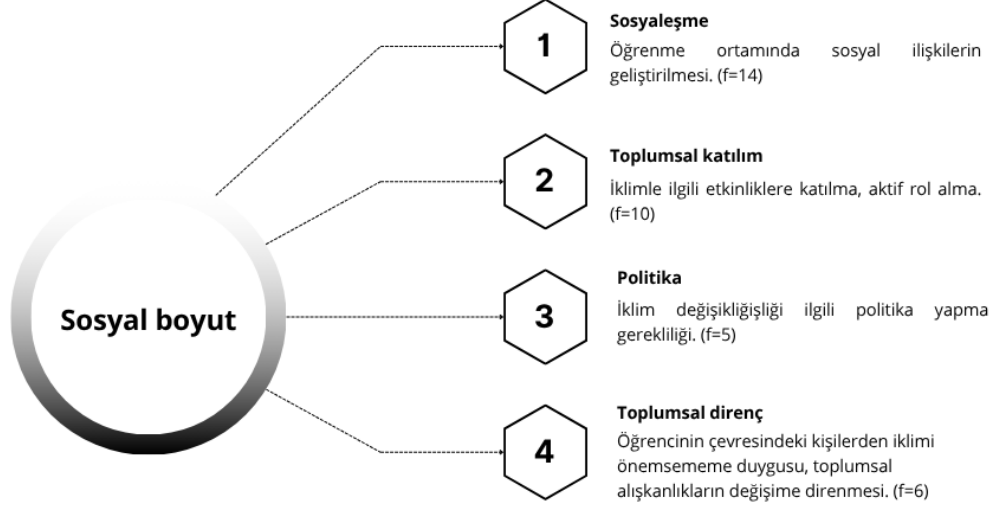 Sosyal boyut
1
Sosyaleşme
Öğrenme ortamında sosyal ilişkilerin
geliştirilmesi. (f=14)
2
Toplumsal katılım
İklimle ilgili etkinliklere katılma, aktif rol alma.
(f=10)
3
Politika
İklim değişikliğişliği ilgili politika yapma
gerekliliği. (f=5)
4
Toplumsal direnç
Öğrencinin çevresindeki kişilerden iklimi
önemsememe duygusu, toplumsal
alışkanlıkların değişime direnmesi. (f=6)